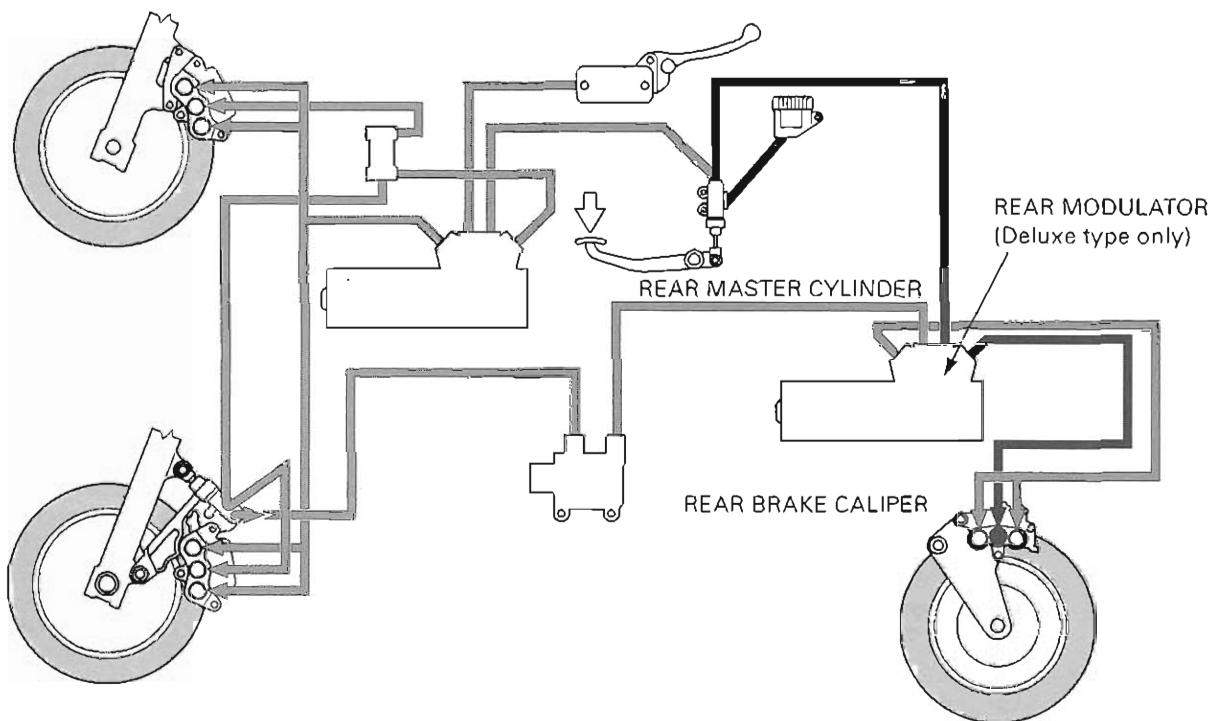 REAR MODULATOR
(Deluxe type only)
REAR MASTER CYLINDER
REAR BRAKE CALIPER